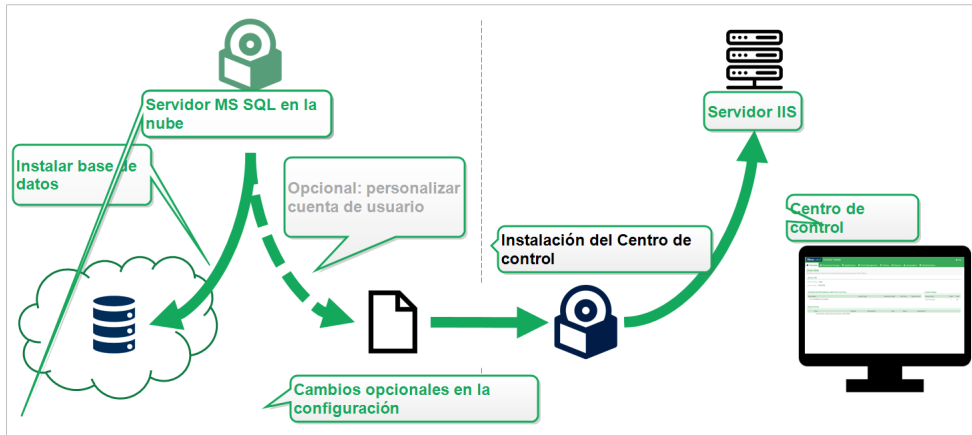 Servidor MS SQL en la
nube
Servidor IIS
Instalar base de
datos
Opcional: personalizar
cuenta de usuario
Centro de
control
Instalación del Centro de
control
Cambios opcionales en la
configuración